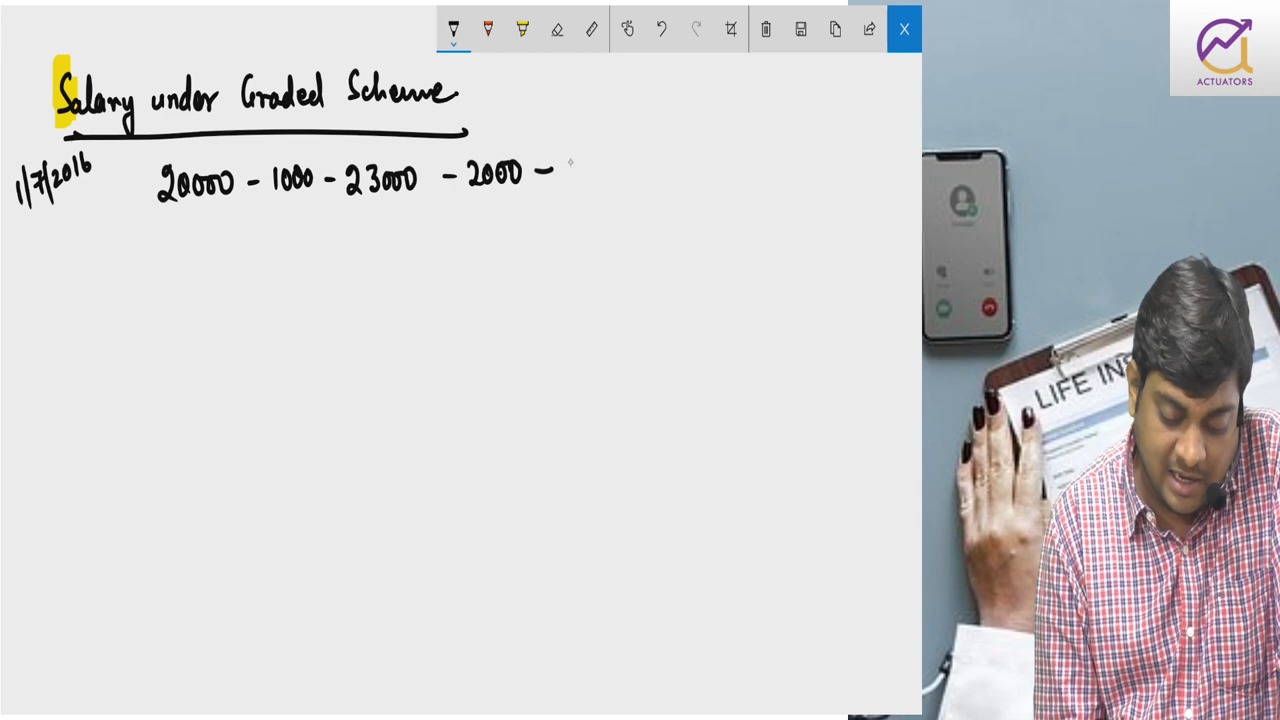 ACTUATORS
Salary under Graded Scheme
1/7/2016 20000 - 1000 - 23000 - 2000 -
LIFE INS
X